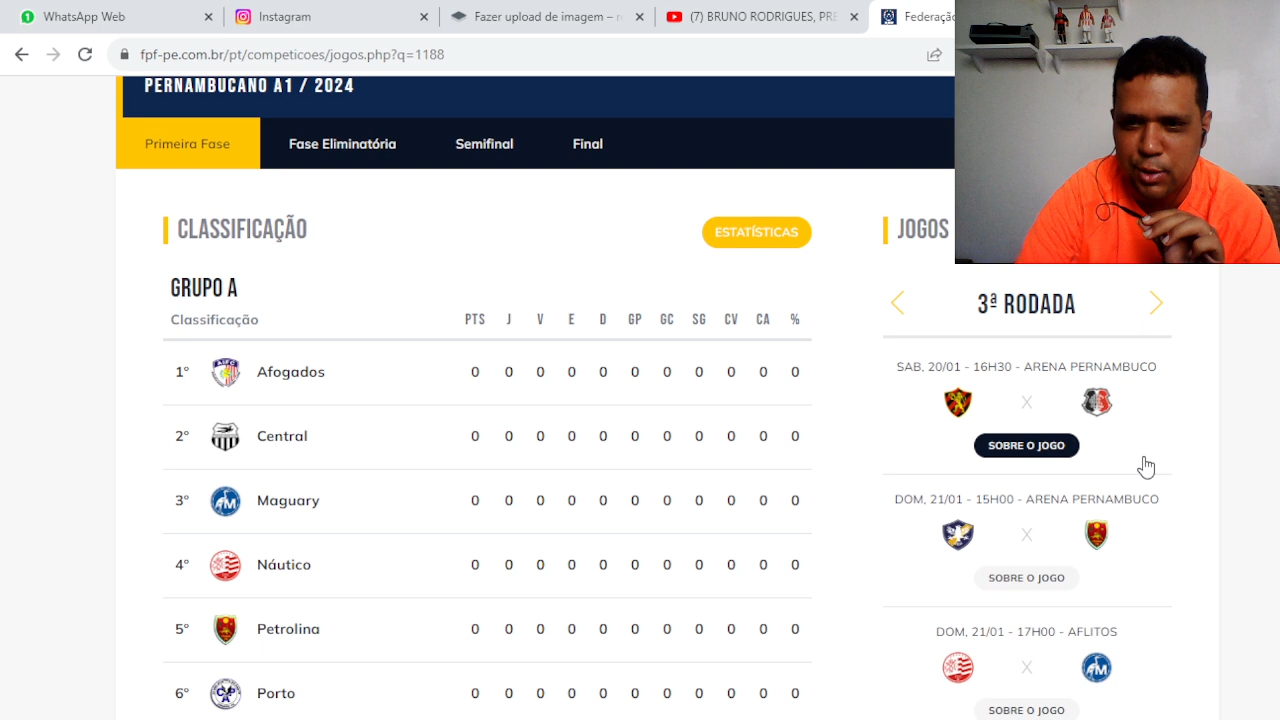 WhatsApp Web
Instagram
Fazer upload de imagem –
(7) BRUNO RODRIGUES, PRE
Federação
fpf-pe.com.br/pt/competicoes/jogos.php?q=1188
PERNAMBUCANO A1 / 2024
Primeira Fase Fase Eliminatória Semifinal Final
CLASSIFICAÇÃO
ESTATÍSTICAS
GRUPO A
Classificação PTS J V E D GP GC SG CV CA %
1º Afogados 0 0 0 0 0 0 0 0 0 0 0
2º Central 0 0 0 0 0 0 0 0 0 0 0
3º Maguary 0 0 0 0 0 0 0 0 0 0 0
4º Náutico 0 0 0 0 0 0 0 0 0 0 0
5º Petrolina 0 0 0 0 0 0 0 0 0 0 0
6º Porto 0 0 0 0 0 0 0 0 0 0 0
JOGOS
3ª RODADA
SAB, 20/01 - 16H30 - ARENA PERNAMBUCO
X
SOBRE O JOGO
DOM, 21/01 - 15H00 - ARENA PERNAMBUCO
X
SOBRE O JOGO
DOM, 21/01 - 17H00 - AFLITOS
X
SOBRE O JOGO